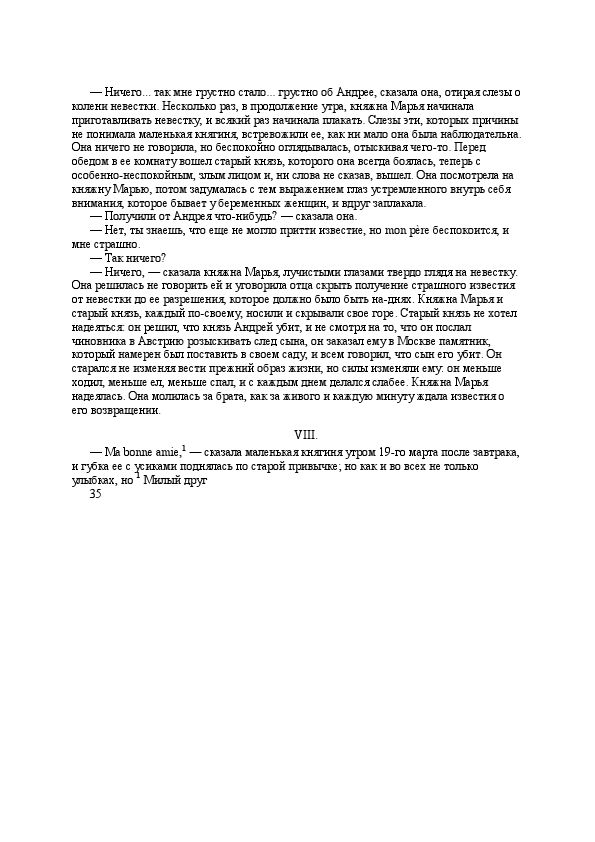 — Ничего... так мне грустно стало... грустно об Андрее, сказала она, отирая слезы о
колени невестки. Несколько раз, в продолжение утра, княжна Марья начинала
приготавливать невестку, и всякий раз начинала плакать. Слезы эти, которых причины
не понимала маленькая княгиня, встревожили ее, как ни мало она была наблюдательна.
Она ничего не говорила, но беспокойно оглядывалась, отыскивая чего-то. Перед
обедом в ее комнату вошел старый князь, которого она всегда боялась, теперь с
особенно-неспокойным, злым лицом и, ни слова не сказав, вышел. Она посмотрела на
княжну Марью, потом задумалась с тем выражением глаз устремленного внутрь себя
внимания, которое бывает у беременных женщин, и вдруг заплакала.
— Получили от Андрея что-нибудь? — сказала она.
— Нет, ты знаешь, что еще не могло притти известие, но mon père беспокоится, и
мне страшно.
— Так ничего?
— Ничего, — сказала княжна Марья, лучистыми глазами твердо глядя на невестку.
Она решилась не говорить ей и уговорила отца скрыть получение страшного известия
от невестки до ее разрешения, которое должно было быть на-днях. Княжна Марья и
старый князь, каждый по-своему, носили и скрывали свое горе. Старый князь не хотел
надеяться: он решил, что князь Андрей убит, и не смотря на то, что он послал
чиновника в Австрию розыскивать след сына, он заказал ему в Москве памятник,
который намерен был поставить в своем саду, и всем говорил, что сын его убит. Он
старался не изменяя вести прежний образ жизни, но силы изменяли ему: он меньше
ходил, меньше ел, меньше спал, и с каждым днем делался слабее. Княжна Марья
надеялась. Она молилась за брата, как за живого и каждую минуту ждала известия о
его возвращении.
VIII.
— Ma bonne amie,¹ — сказала маленькая княгиня утром 19-го марта после завтрака,
и губка ее с усиками поднялась по старой привычке; но как и во всех не только
улыбках, но ¹ Милый друг
35